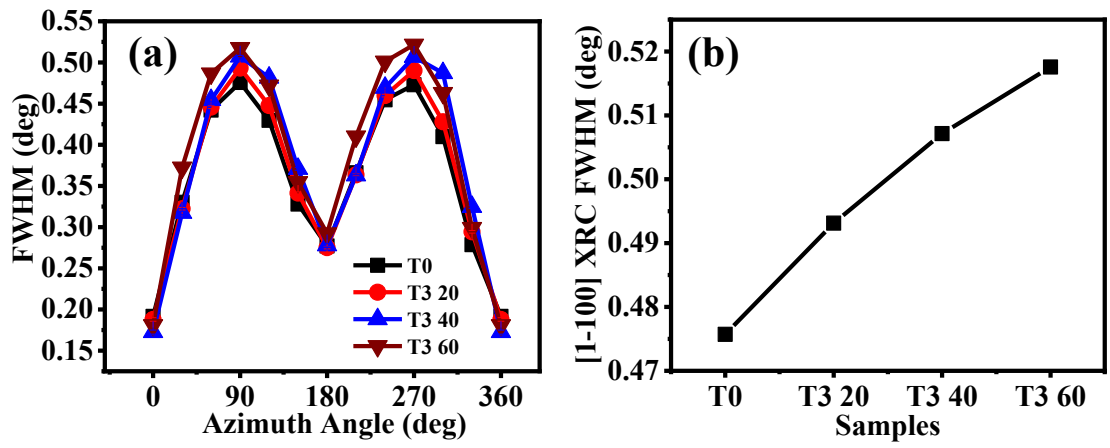 (a)
FWHM (deg)
0.55
0.50
0.45
0.40
0.35
0.30
0.25
0.20
0.15
T0
T3 20
T3 40
T3 60
0 90 180 270 360
Azimuth Angle (deg)
(b)
[1-100] XRC FWHM (deg)
0.52
0.51
0.50
0.49
0.48
0.47
T0 T3 20 T3 40 T3 60
Samples